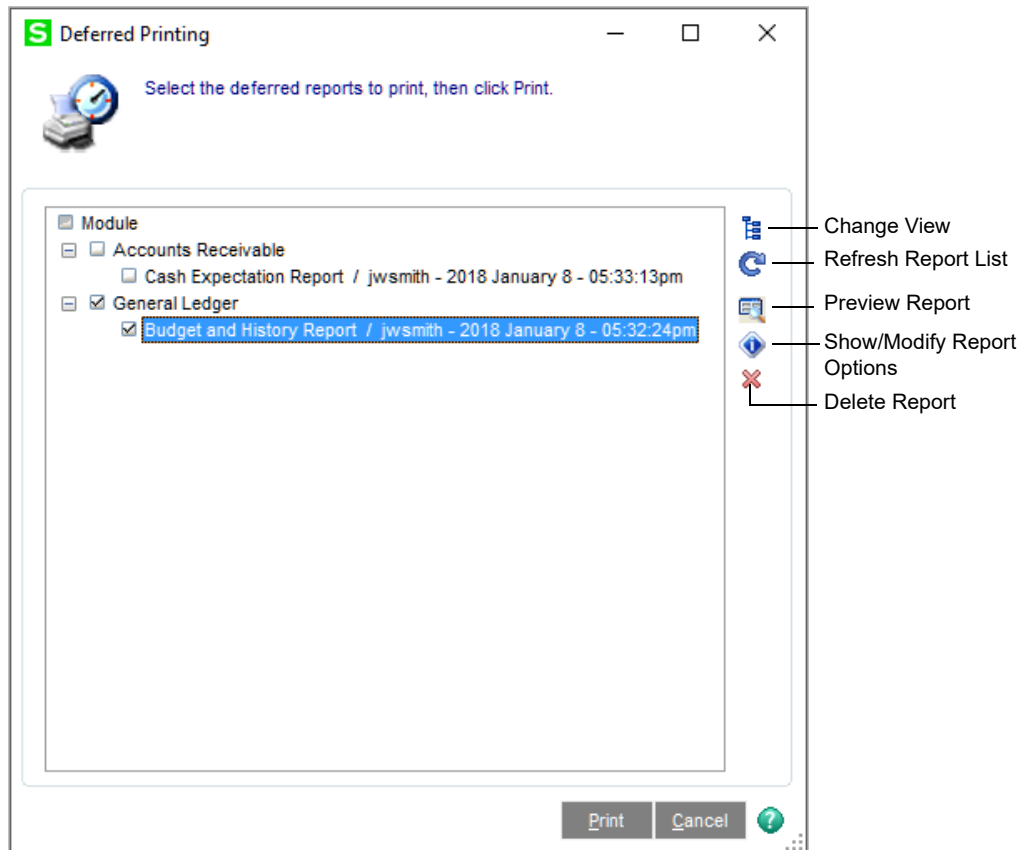 S Deferred Printing
Select the deferred reports to print, then click Print.
Module
Accounts Receivable
Cash Expectation Report / jwsmith - 2018 January 8 - 05:33:13pm
General Ledger
Budget and History Report / jwsmith - 2018 January 8 - 05:32:24pm
Change View
Refresh Report List
Preview Report
Show/Modify Report
Options
Delete Report
Print Cancel ?